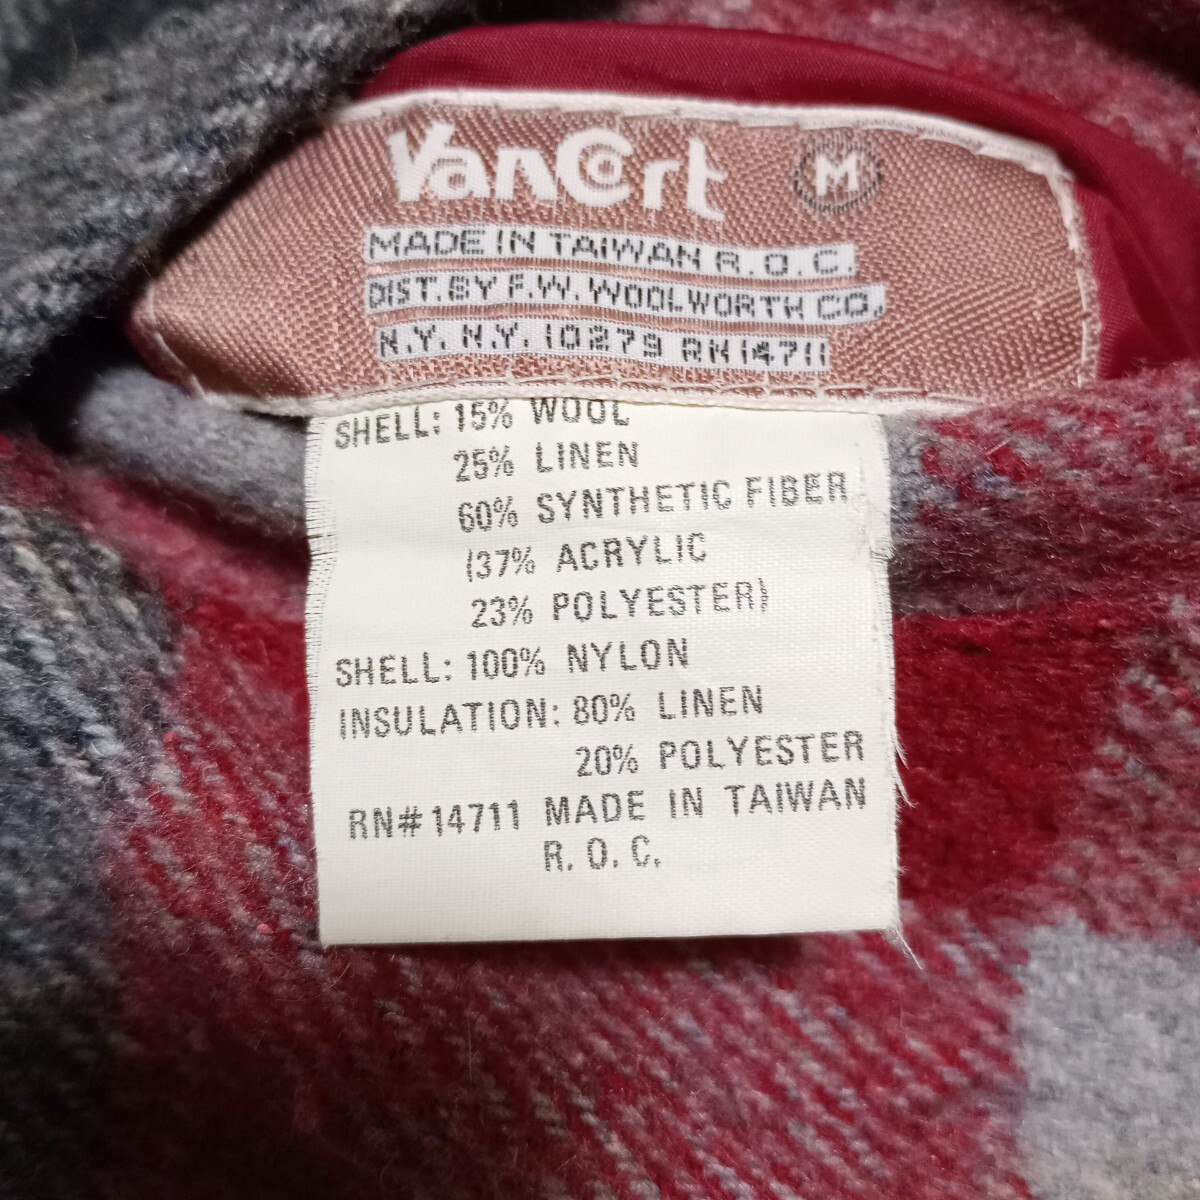 VanCort M
MADE IN TAIWAN R.O.C.
DIST. BY F.W. WOOLWORTH CO.,
N.Y. N.Y. 10279 RN14711
SHELL: 15% WOOL
25% LINEN
60% SYNTHETIC FIBER
(37% ACRYLIC
23% POLYESTER)
SHELL: 100% NYLON
INSULATION: 80% LINEN
20% POLYESTER
RN#14711 MADE IN TAIWAN
R.O.C.